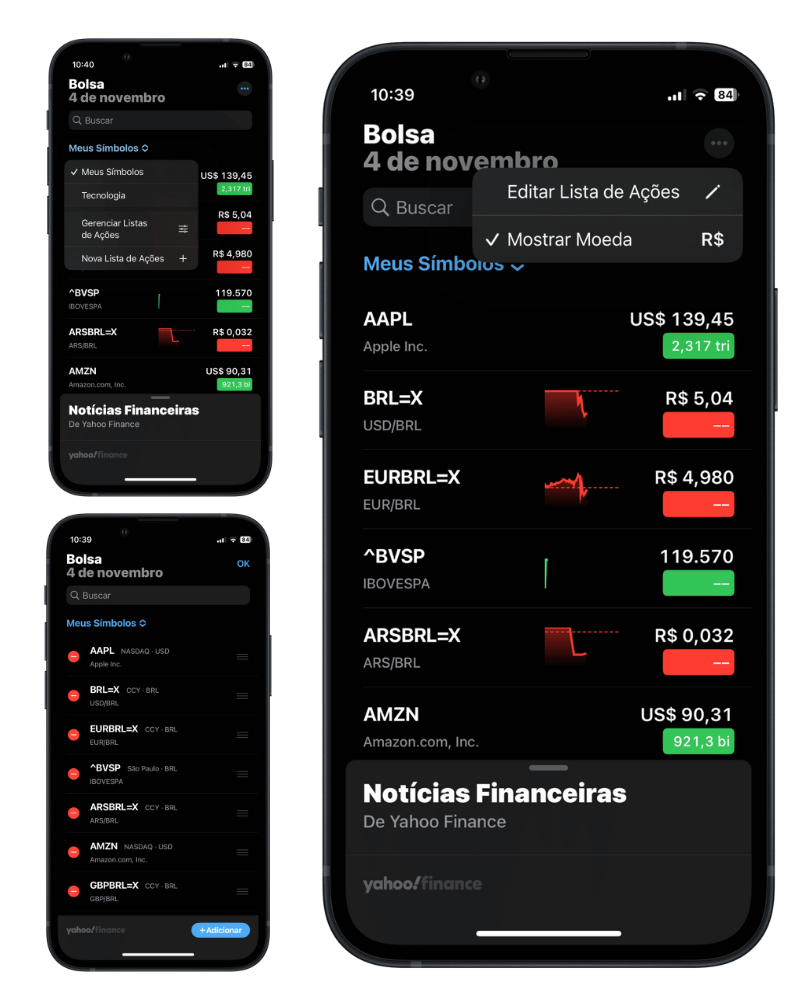 10:40
84
Bolsa
4 de novembro
Buscar
Meus Símbolos
✓ Meus Símbolos
Tecnologia
Gerenciar Listas
de Ações
Nova Lista de Ações +
US$ 139,45
2,317 tri
R$ 5,04
--
R$ 4,980
--
^BVSP 119.570
IBOVESPA --
ARSBRL=X R$ 0,032
ARS/BRL --
AMZN US$ 90,31
Amazon.com, Inc. 921,3 bi
Notícias Financeiras
De Yahoo Finance
yahoo!finance
10:39
84
Bolsa
4 de novembro
OK
Buscar
Meus Símbolos
AAPL NASDAQ · USD
Apple Inc.
BRL=X CCY · BRL
USD/BRL
EURBRL=X CCY · BRL
EUR/BRL
^BVSP São Paulo · BRL
IBOVESPA
ARSBRL=X CCY · BRL
ARS/BRL
AMZN NASDAQ · USD
Amazon.com, Inc.
GBPBRL=X CCY · BRL
GBP/BRL
yahoo!finance +Adicionar
10:39
84
Bolsa
4 de novembro
Editar Lista de Ações
Buscar
✓ Mostrar Moeda R$
Meus Símbolos
AAPL US$ 139,45
Apple Inc. 2,317 tri
BRL=X R$ 5,04
USD/BRL --
EURBRL=X R$ 4,980
EUR/BRL --
^BVSP 119.570
IBOVESPA --
ARSBRL=X R$ 0,032
ARS/BRL --
AMZN US$ 90,31
Amazon.com, Inc. 921,3 bi
Notícias Financeiras
De Yahoo Finance
yahoo!finance